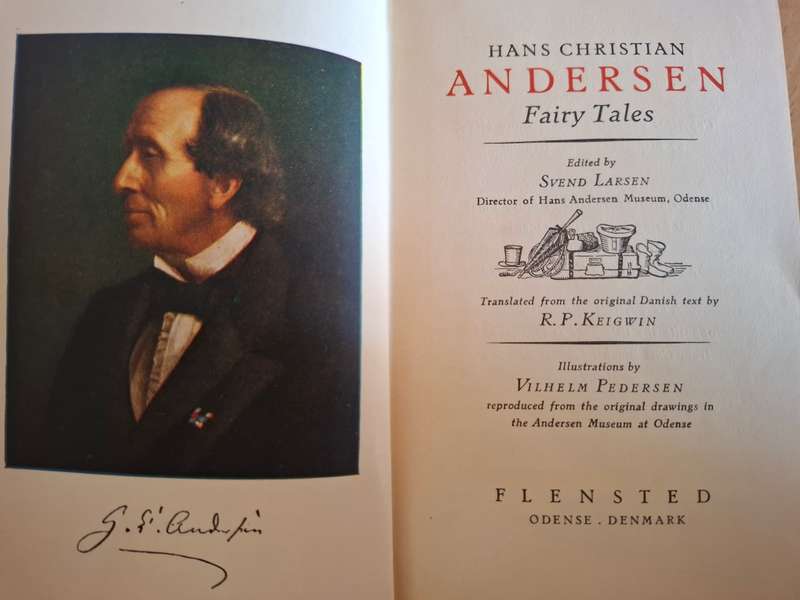 H. C. Andersen
HANS CHRISTIAN
ANDERSEN
Fairy Tales
Edited by
SVEND LARSEN
Director of Hans Andersen Museum, Odense
Translated from the original Danish text by
R. P. KEIGWIN
Illustrations by
VILHELM PEDERSEN
reproduced from the original drawings in
the Andersen Museum at Odense
FLENSTED
ODENSE . DENMARK